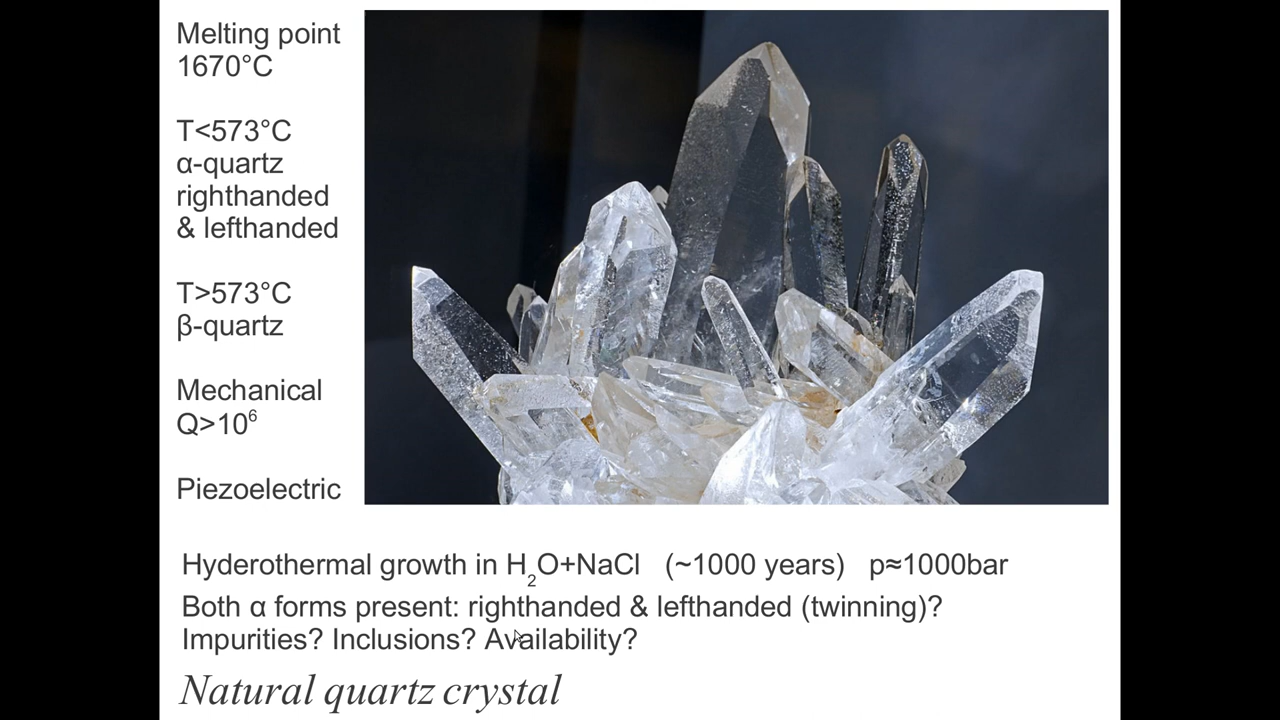 Melting point
1670°C
T<573°C
α-quartz
righthanded
& lefthanded
T>573°C
β-quartz
Mechanical
Q>10⁶
Piezoelectric
Hyderothermal growth in H₂O+NaCl (~1000 years) p≈1000bar
Both α forms present: righthanded & lefthanded (twinning)?
Impurities? Inclusions? Availability?
Natural quartz crystal